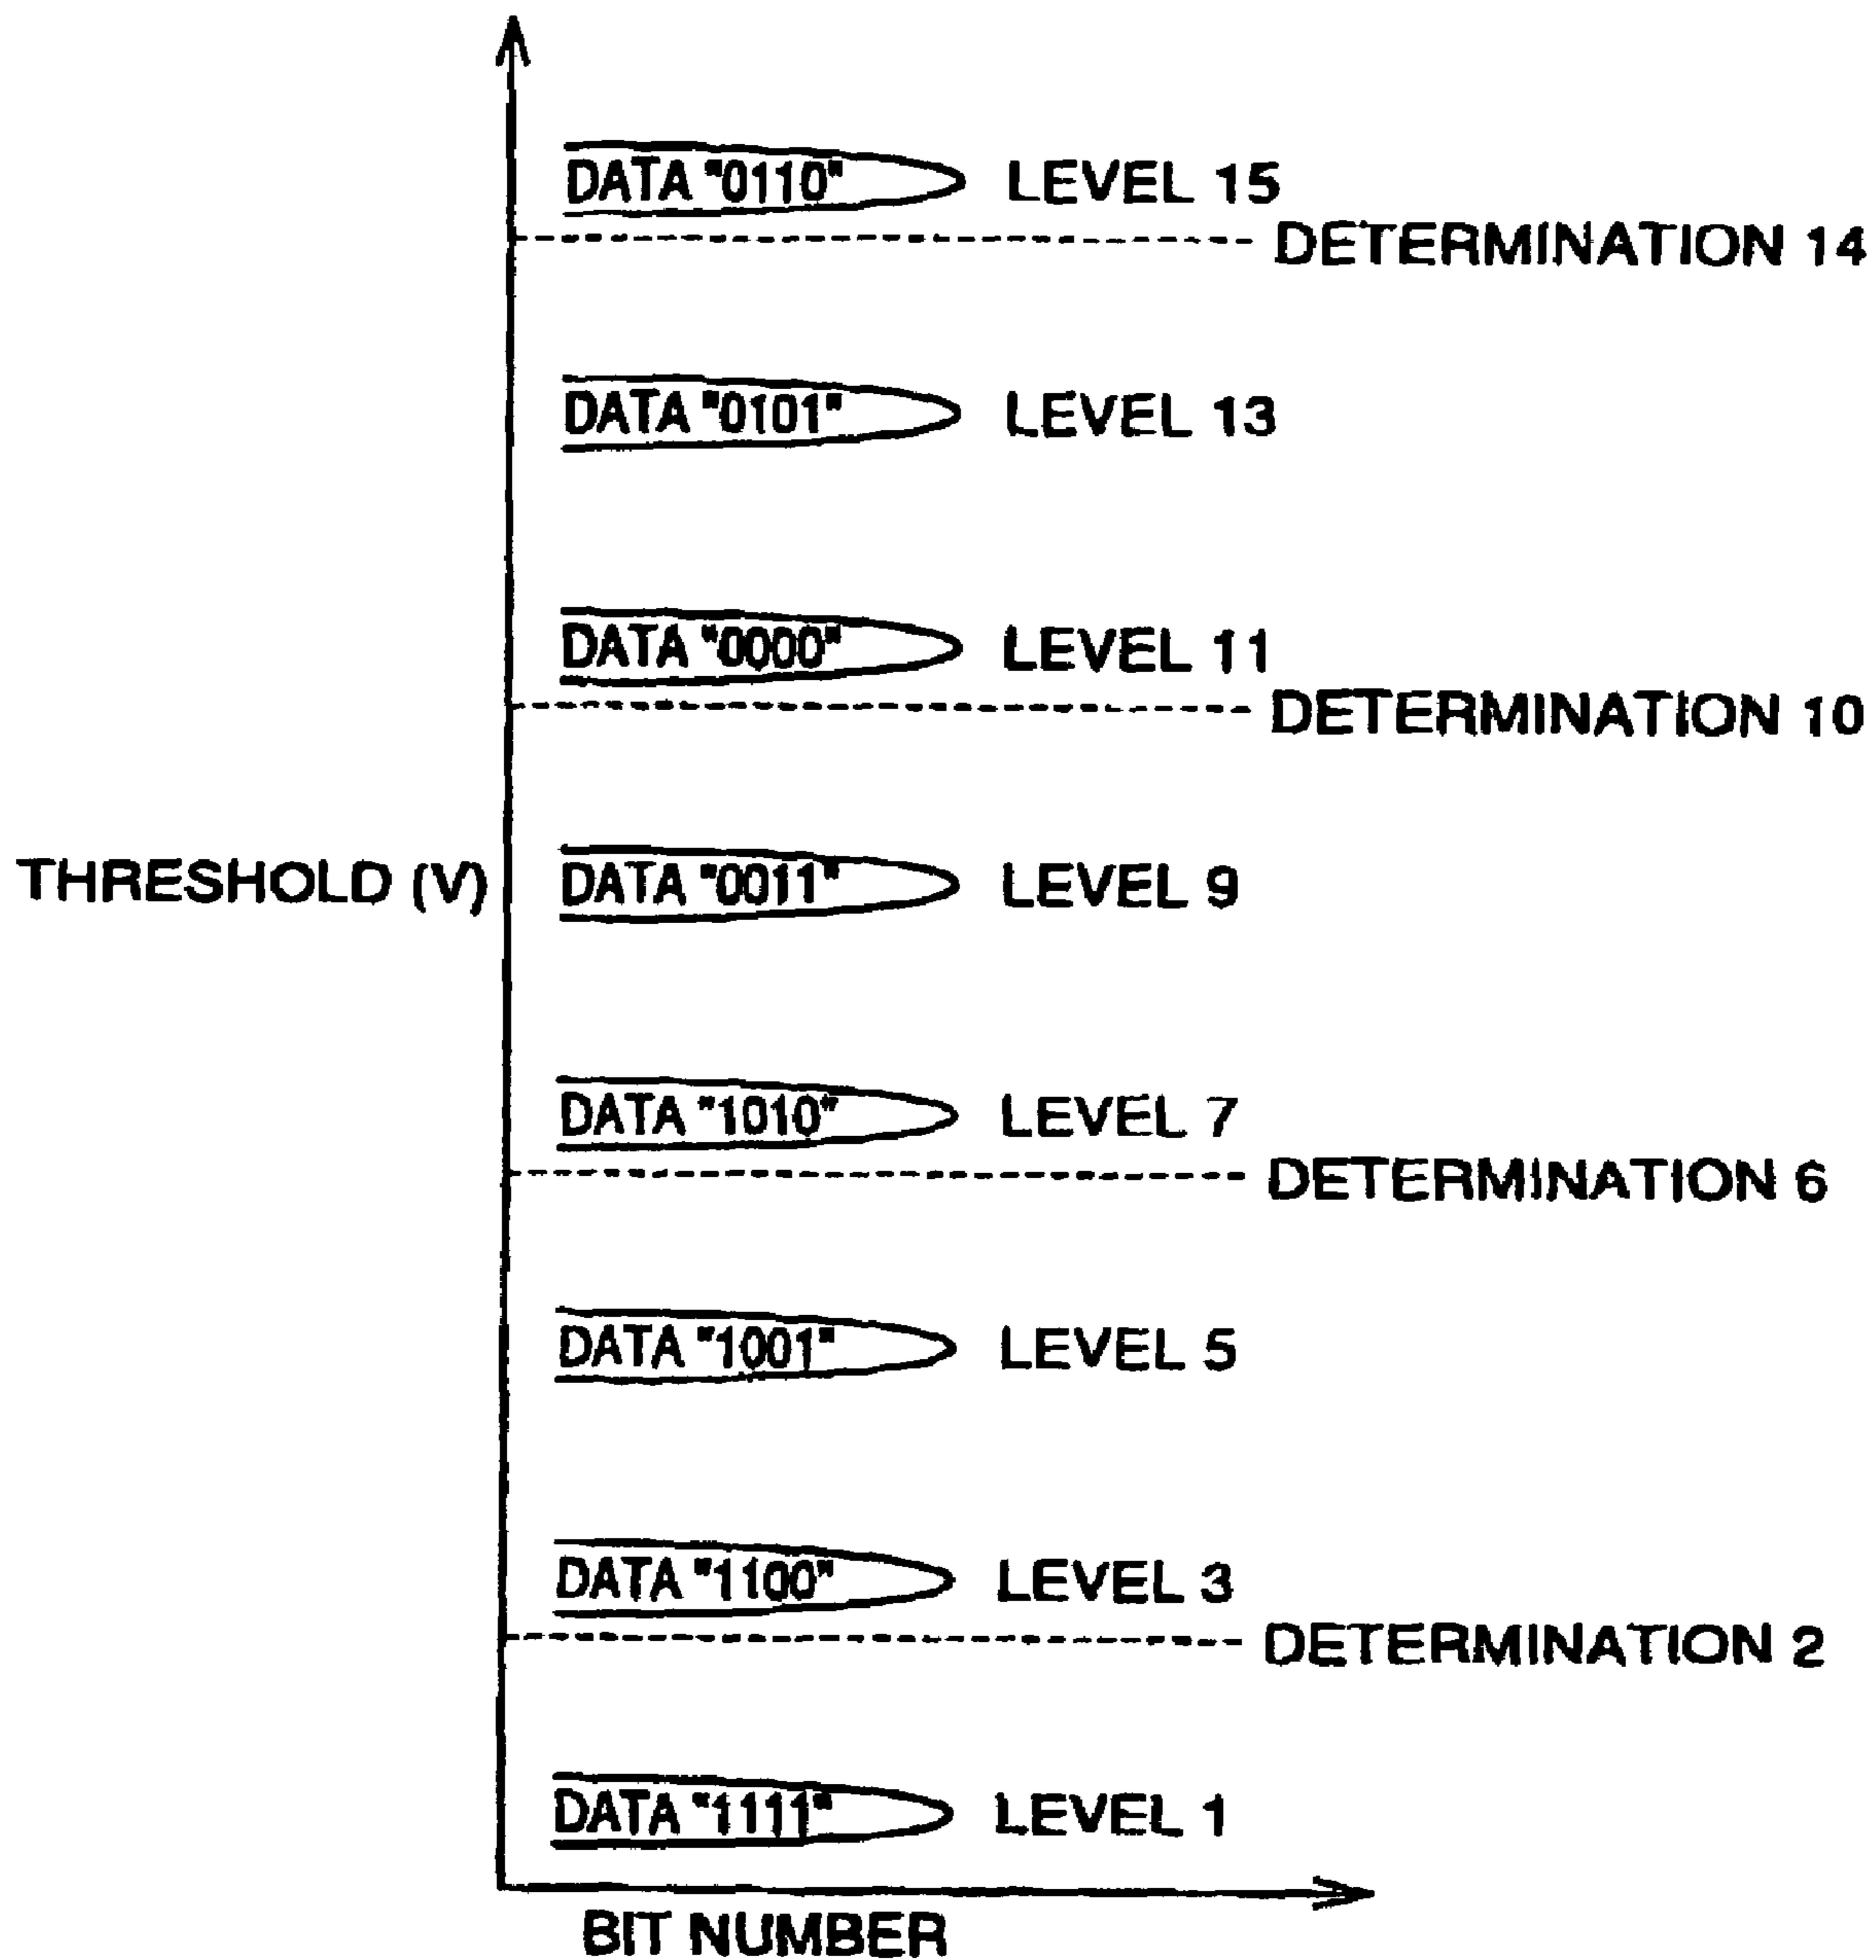 DATA "0110" LEVEL 15
DETERMINATION 14
DATA "0101" LEVEL 13
DATA "0000" LEVEL 11
DETERMINATION 10
THRESHOLD (V) DATA "0011" LEVEL 9
DATA "1010" LEVEL 7
DETERMINATION 6
DATA "1001" LEVEL 5
DATA "1100" LEVEL 3
DETERMINATION 2
DATA "1111" LEVEL 1
BIT NUMBER